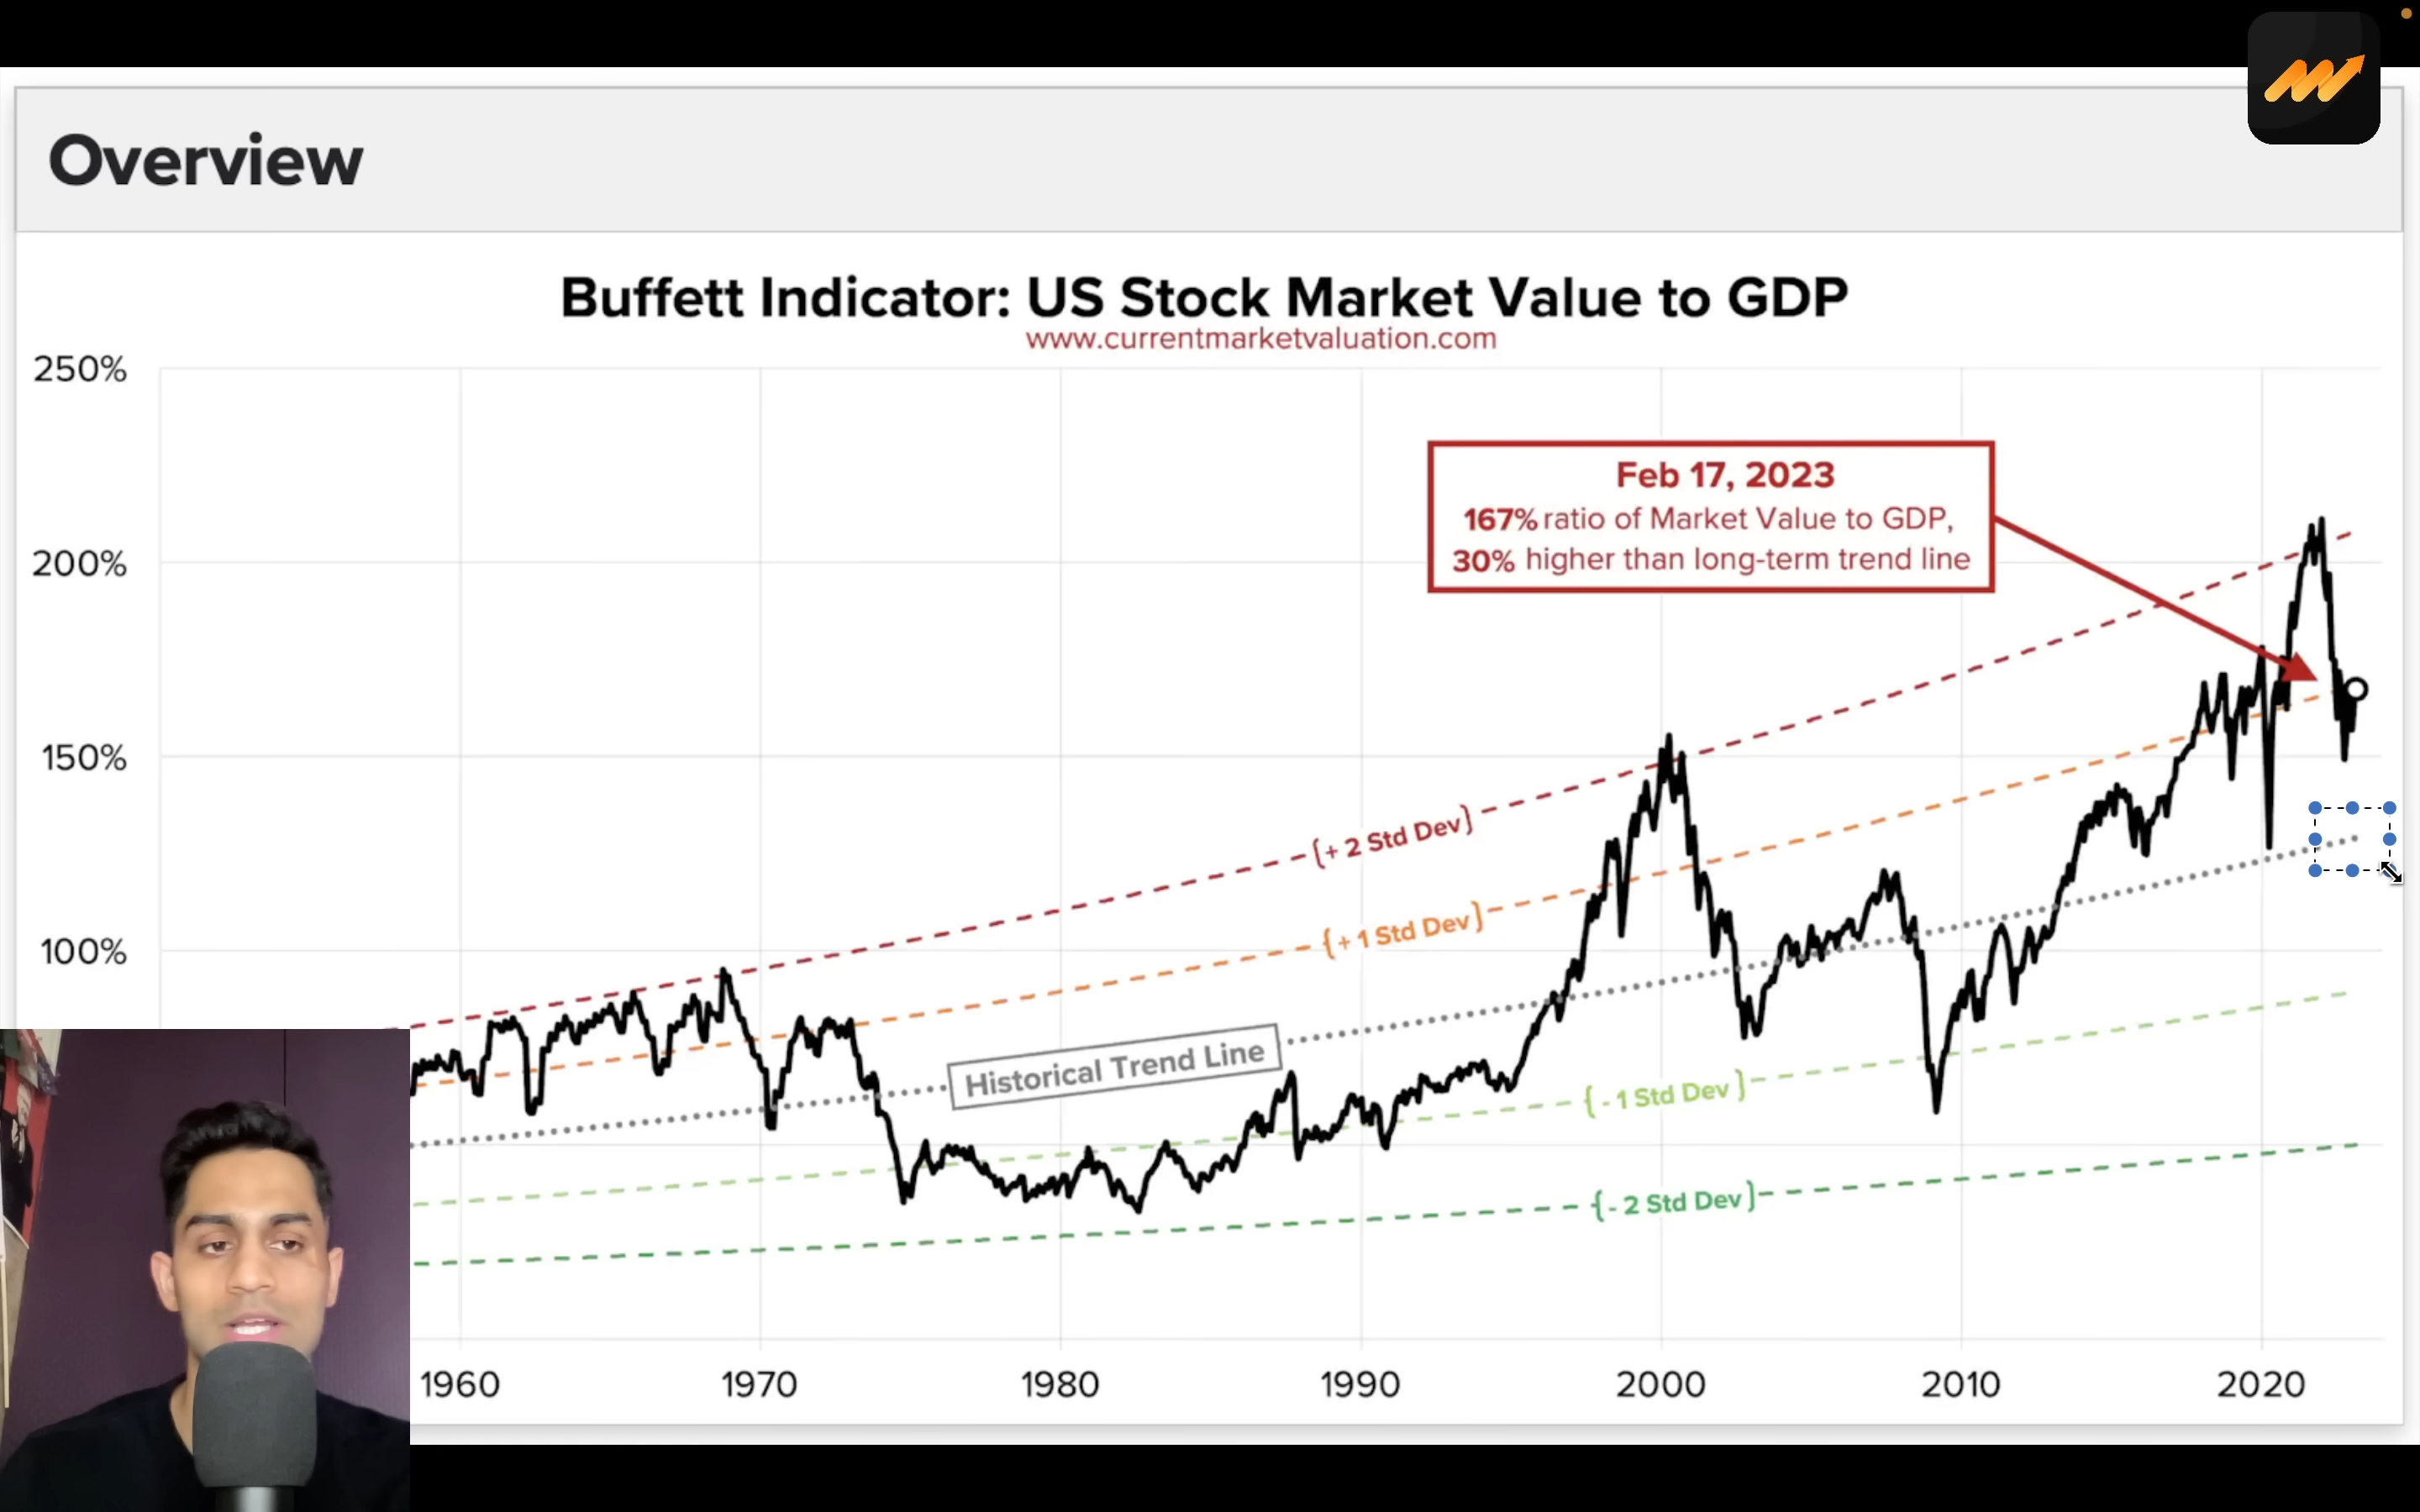 Overview
Buffett Indicator: US Stock Market Value to GDP
www.currentmarketvaluation.com
250%
Feb 17, 2023
167% ratio of Market Value to GDP,
30% higher than long-term trend line
200%
150%
{+ 2 Std Dev}
{+ 1 Std Dev}
100%
Historical Trend Line
{- 1 Std Dev}
{- 2 Std Dev}
1960 1970 1980 1990 2000 2010 2020